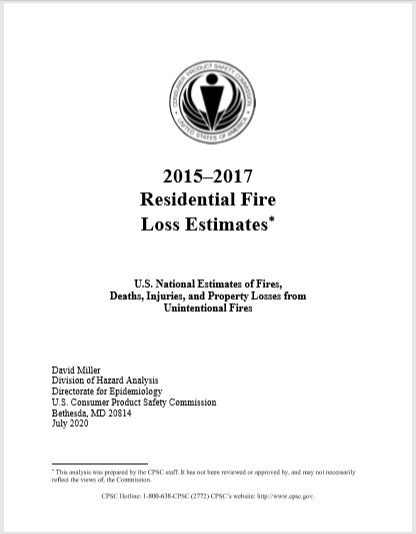 CONSUMER PRODUCT SAFETY COMMISSION
UNITED STATES OF AMERICA
2015–2017
Residential Fire
Loss Estimates*
U.S. National Estimates of Fires,
Deaths, Injuries, and Property Losses from
Unintentional Fires
David Miller
Division of Hazard Analysis
Directorate for Epidemiology
U.S. Consumer Product Safety Commission
Bethesda, MD 20814
July 2020
* This analysis was prepared by the CPSC staff. It has not been reviewed or approved by, and may not necessarily
reflect the views of, the Commission.
CPSC Hotline: 1-800-638-CPSC (2772) CPSC's website: http://www.cpsc.gov.